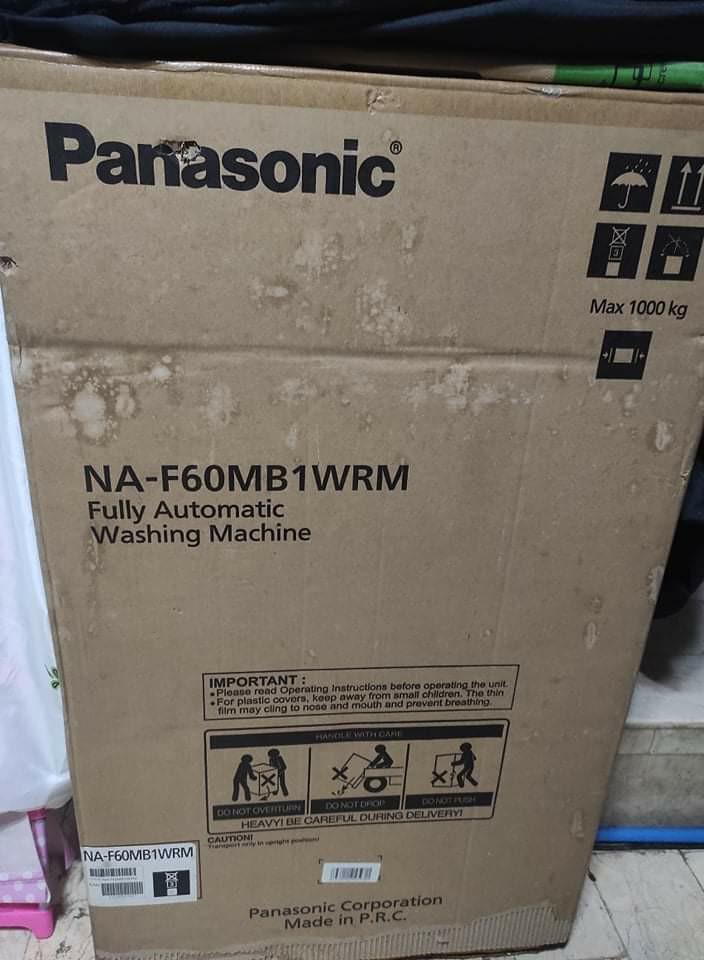 Panasonic®
Max 1000 kg
3
NA-F60MB1WRM
Fully Automatic
Washing Machine
IMPORTANT :
•Please read Operating Instructions before operating the unit.
•For plastic covers, keep away from small children. The thin
film may cling to nose and mouth and prevent breathing.
HANDLE WITH CARE
DO NOT OVERTURN
DO NOT DROP
DO NOT PUSH
HEAVY! BE CAREFUL DURING DELIVERY!
CAUTION!
Transport only in upright position!
NA-F60MB1WRM
Panasonic Corporation
Made in P.R.C.